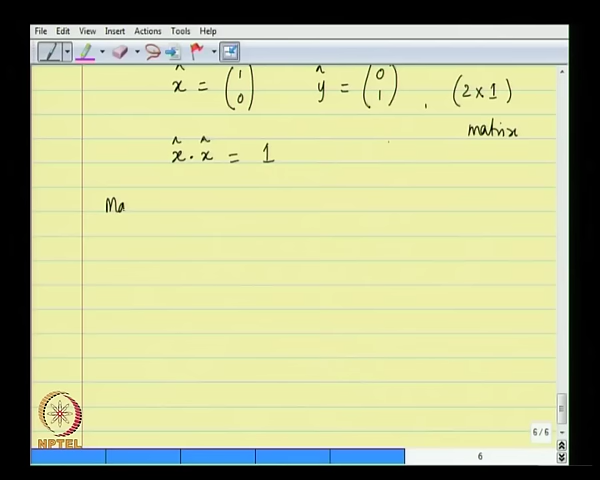 File Edit View Insert Actions Tools Help
x̂ = (1 0) ŷ = (0 1) , (2 x 1)
matrix
x̂ . x̂ = 1
Ma
NPTEL
6/6
6